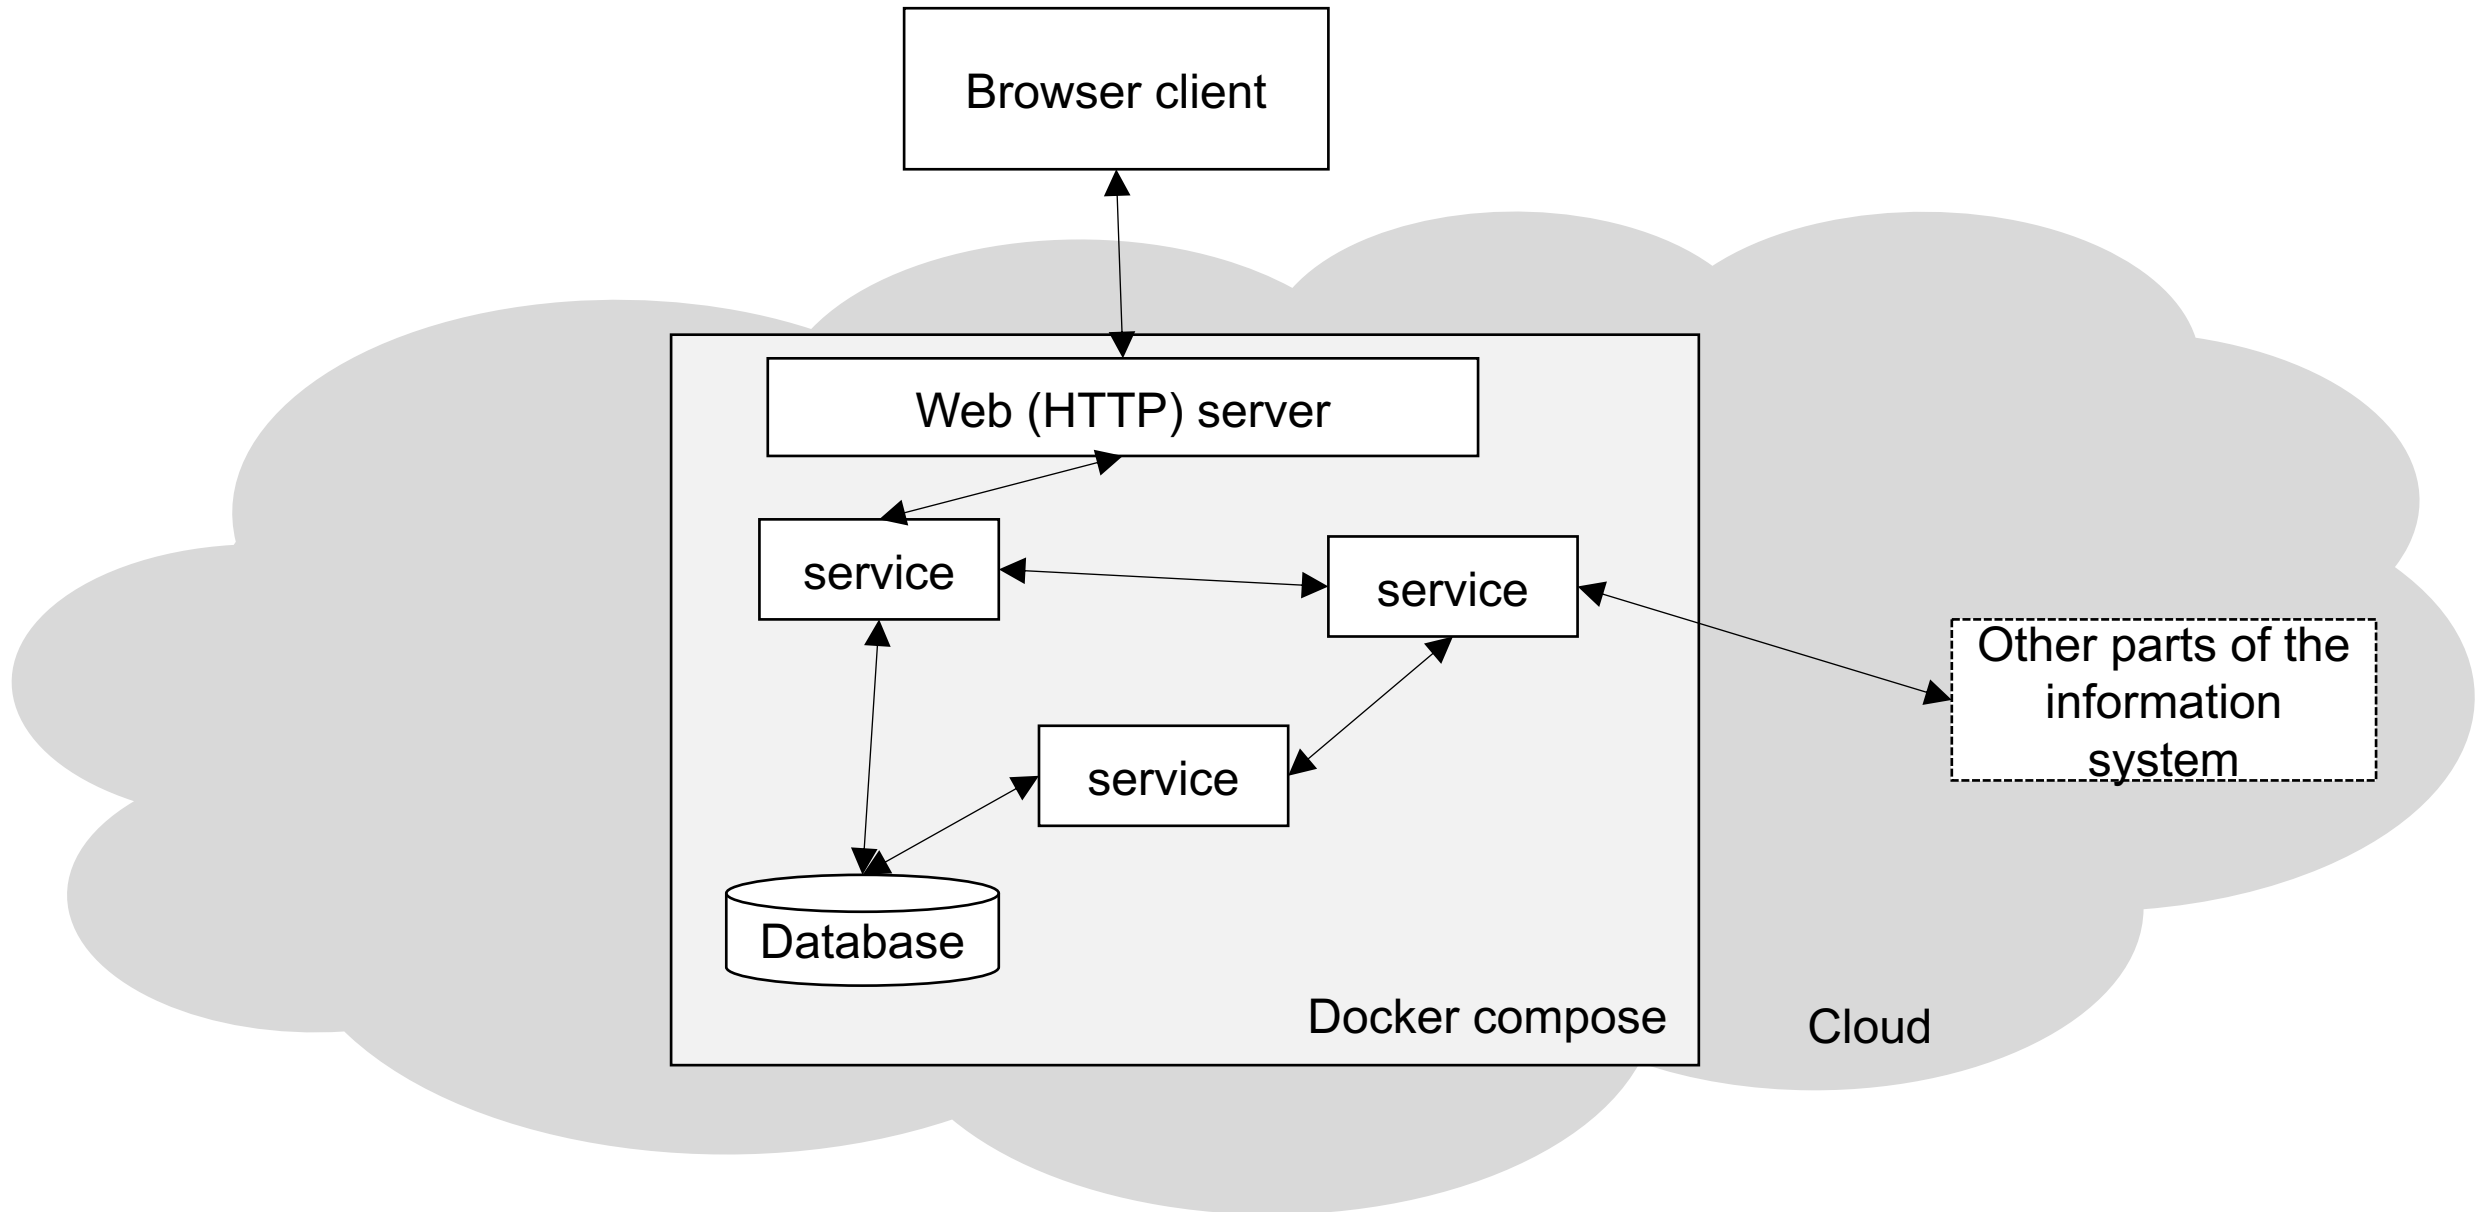 Browser client
Web (HTTP) server
service
service
Other parts of the
information
system
service
Database
Docker compose
Cloud